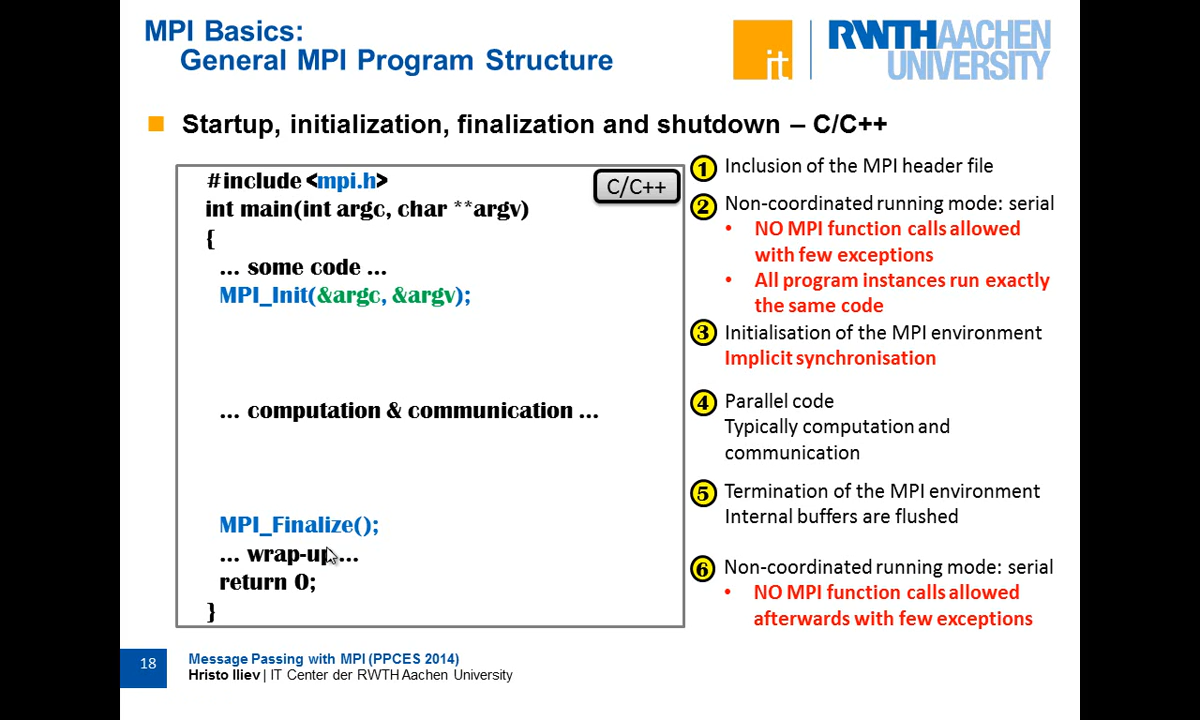 MPI Basics:
General MPI Program Structure
it
RWTHAACHEN
UNIVERSITY
Startup, initialization, finalization and shutdown – C/C++
C/C++
#include <mpi.h>
int main(int argc, char **argv)
{
... some code ...
MPI_Init(&argc, &argv);
... computation & communication ...
MPI_Finalize();
... wrap-up ...
return 0;
}
1 Inclusion of the MPI header file
2 Non-coordinated running mode: serial
• NO MPI function calls allowed
with few exceptions
• All program instances run exactly
the same code
3 Initialisation of the MPI environment
Implicit synchronisation
4 Parallel code
Typically computation and
communication
5 Termination of the MPI environment
Internal buffers are flushed
6 Non-coordinated running mode: serial
• NO MPI function calls allowed
afterwards with few exceptions
18
Message Passing with MPI (PPCES 2014)
Hristo Iliev | IT Center der RWTH Aachen University